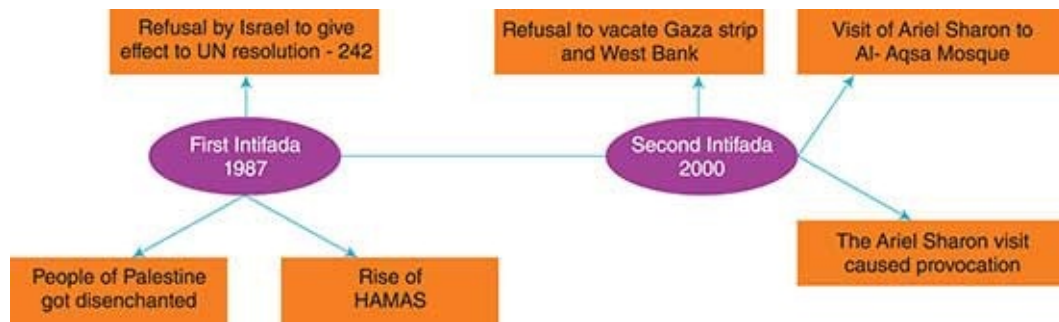 Refusal by Israel to give
effect to UN resolution - 242
Refusal to vacate Gaza strip
and West Bank
Visit of Ariel Sharon to
Al- Aqsa Mosque
First Intifada
1987
Second Intifada
2000
People of Palestine
got disenchanted
Rise of
HAMAS
The Ariel Sharon visit
caused provocation